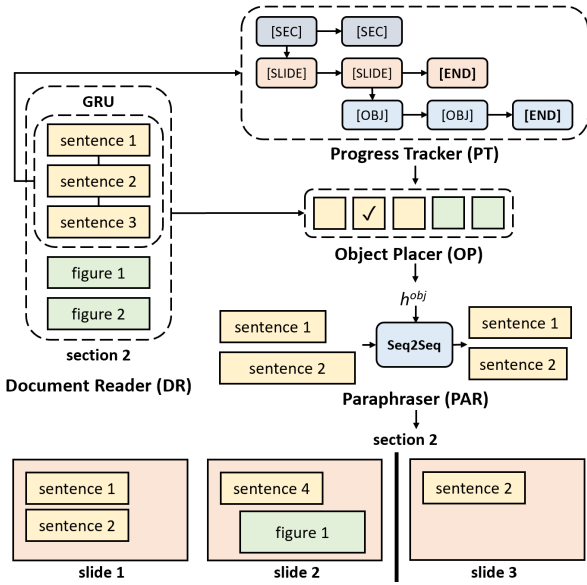 [SEC] [SEC]
[SLIDE] [SLIDE] [END]
[OBJ] [OBJ] [END]
Progress Tracker (PT)
GRU
sentence 1
sentence 2
sentence 3
figure 1
figure 2
section 2
Document Reader (DR)
✓
Object Placer (OP)
h^obj
sentence 1
sentence 2
Seq2Seq
sentence 1
sentence 2
Paraphraser (PAR)
section 2
sentence 1
sentence 2
slide 1
sentence 4
figure 1
slide 2
sentence 2
slide 3